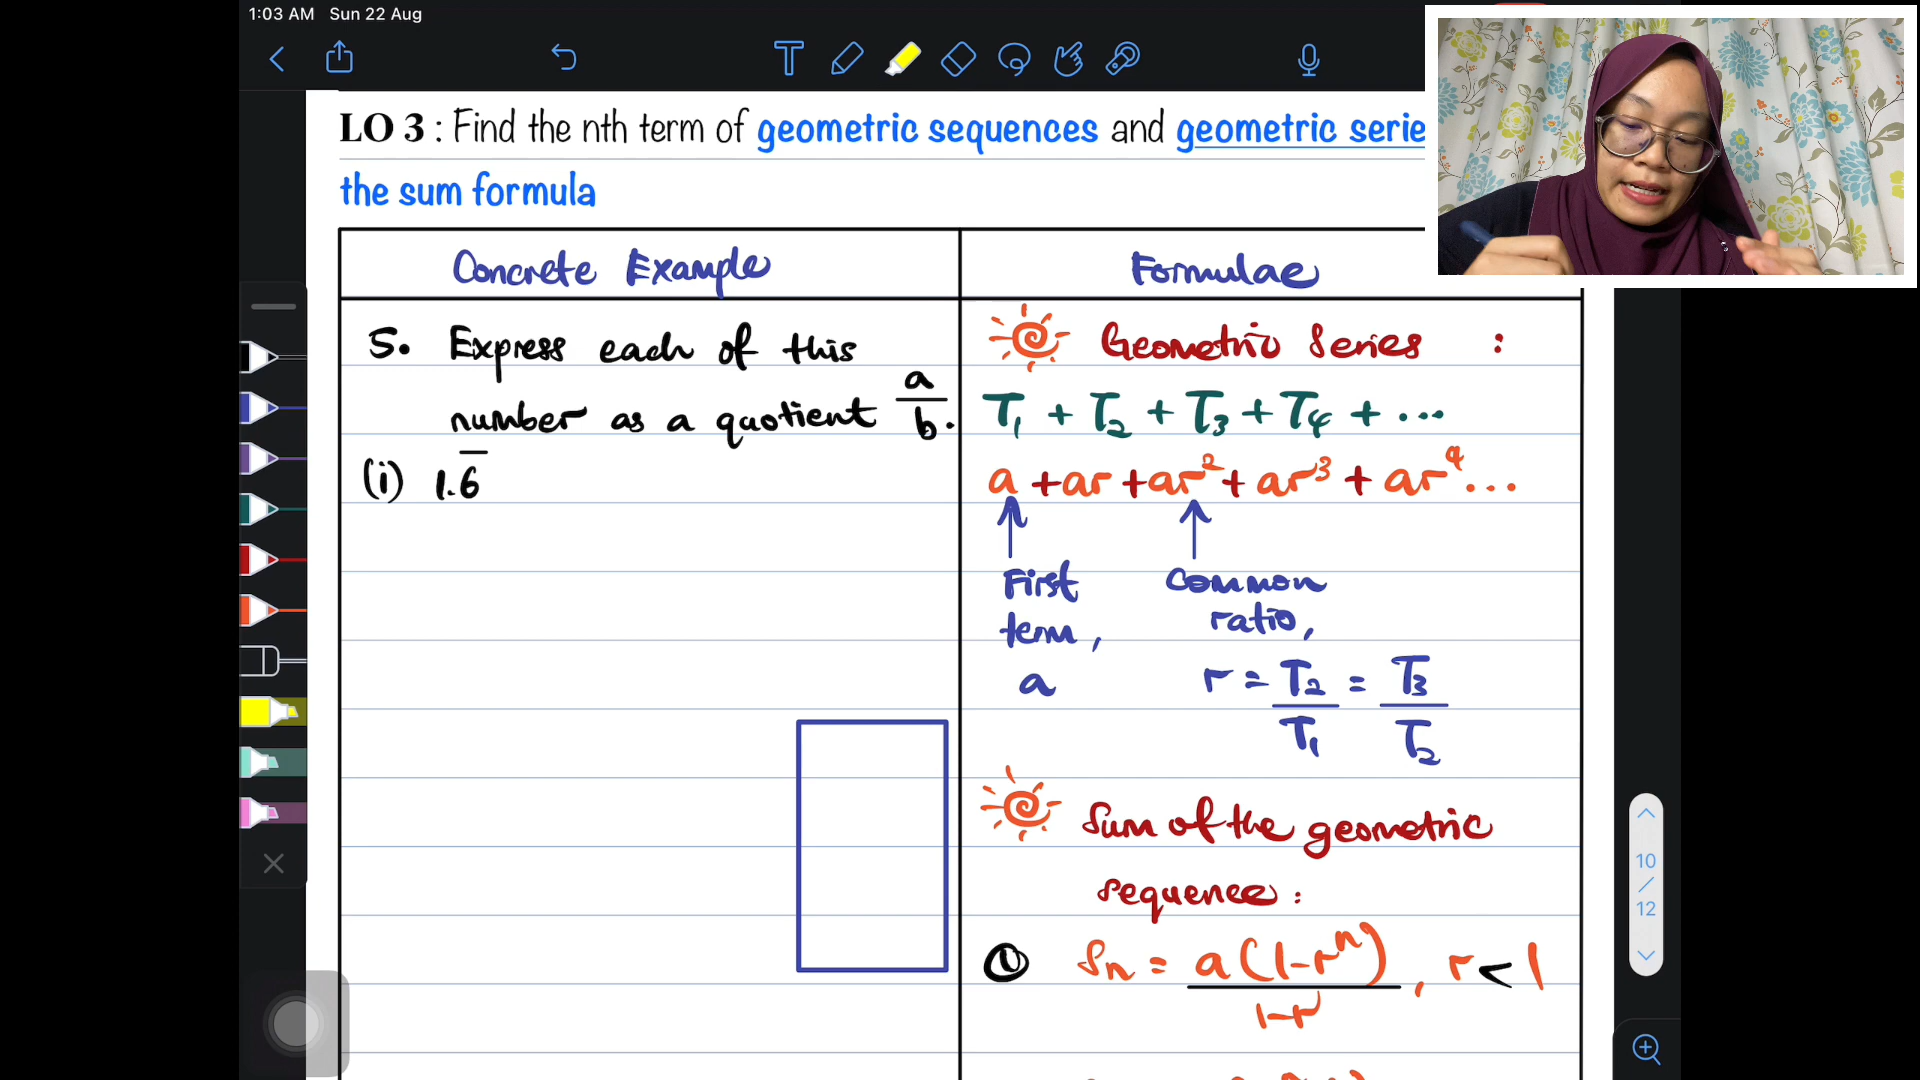 1:03 AM Sun 22 Aug
LO 3 : Find the nth term of geometric sequences and geometric serie
the sum formula
Concrete Example
Formulae
5. Express each of this
number as a quotient a/b.
(i) 1.6̅
Geometric Series :
T₁ + T₂ + T₃ + T₄ + ...
a + ar + ar² + ar³ + ar⁴ ...
First
term,
a
Common
ratio,
r = T₂/T₁ = T₃/T₂
Sum of the geometric
sequence :
① Sn = a(1-rⁿ)/1-r , r < 1
10
/
12